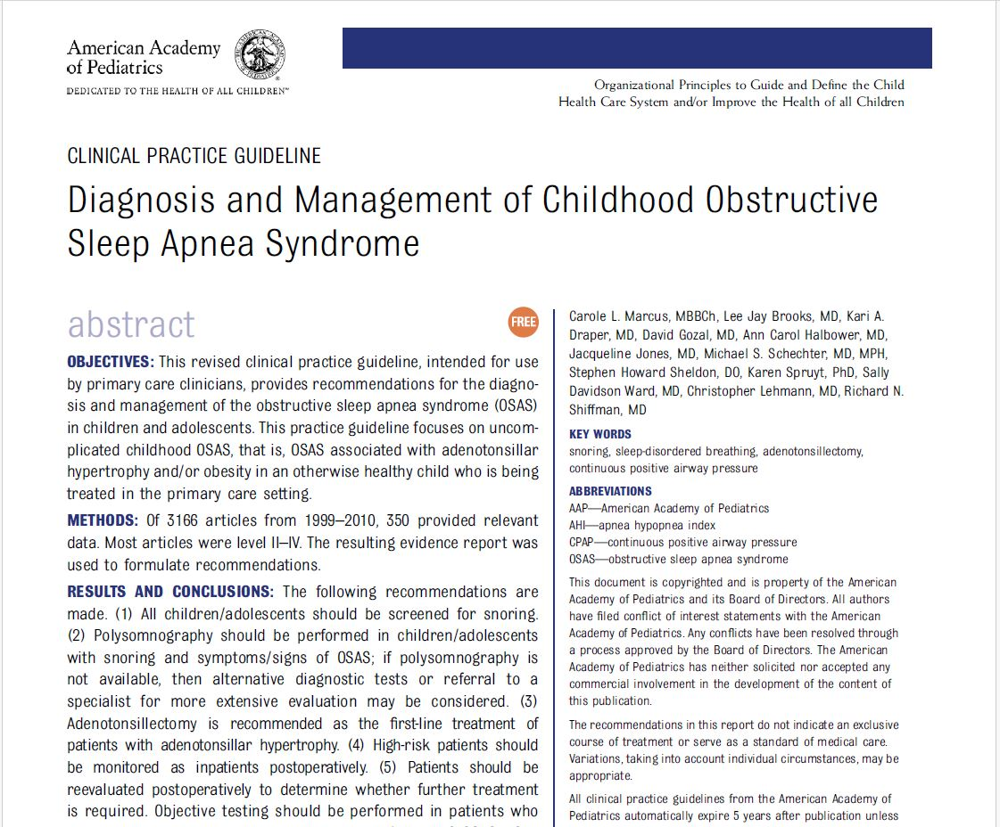 American Academy
of Pediatrics
DEDICATED TO THE HEALTH OF ALL CHILDREN™
Organizational Principles to Guide and Define the Child
Health Care System and/or Improve the Health of all Children
CLINICAL PRACTICE GUIDELINE
Diagnosis and Management of Childhood Obstructive
Sleep Apnea Syndrome
abstract
FREE
OBJECTIVES: This revised clinical practice guideline, intended for use
by primary care clinicians, provides recommendations for the diagno-
sis and management of the obstructive sleep apnea syndrome (OSAS)
in children and adolescents. This practice guideline focuses on uncom-
plicated childhood OSAS, that is, OSAS associated with adenotonsillar
hypertrophy and/or obesity in an otherwise healthy child who is being
treated in the primary care setting.
METHODS: Of 3166 articles from 1999–2010, 350 provided relevant
data. Most articles were level II–IV. The resulting evidence report was
used to formulate recommendations.
RESULTS AND CONCLUSIONS: The following recommendations are
made. (1) All children/adolescents should be screened for snoring.
(2) Polysomnography should be performed in children/adolescents
with snoring and symptoms/signs of OSAS; if polysomnography is
not available, then alternative diagnostic tests or referral to a
specialist for more extensive evaluation may be considered. (3)
Adenotonsillectomy is recommended as the first-line treatment of
patients with adenotonsillar hypertrophy. (4) High-risk patients should
be monitored as inpatients postoperatively. (5) Patients should be
reevaluated postoperatively to determine whether further treatment
is required. Objective testing should be performed in patients who
Carole L. Marcus, MBBCh, Lee Jay Brooks, MD, Kari A.
Draper, MD, David Gozal, MD, Ann Carol Halbower, MD,
Jacqueline Jones, MD, Michael S. Schechter, MD, MPH,
Stephen Howard Sheldon, DO, Karen Spruyt, PhD, Sally
Davidson Ward, MD, Christopher Lehmann, MD, Richard N.
Shiffman, MD
KEY WORDS
snoring, sleep-disordered breathing, adenotonsillectomy,
continuous positive airway pressure
ABBREVIATIONS
AAP—American Academy of Pediatrics
AHI—apnea hypopnea index
CPAP—continuous positive airway pressure
OSAS—obstructive sleep apnea syndrome
This document is copyrighted and is property of the American
Academy of Pediatrics and its Board of Directors. All authors
have filed conflict of interest statements with the American
Academy of Pediatrics. Any conflicts have been resolved through
a process approved by the Board of Directors. The American
Academy of Pediatrics has neither solicited nor accepted any
commercial involvement in the development of the content of
this publication.
The recommendations in this report do not indicate an exclusive
course of treatment or serve as a standard of medical care.
Variations, taking into account individual circumstances, may be
appropriate.
All clinical practice guidelines from the American Academy of
Pediatrics automatically expire 5 years after publication unless